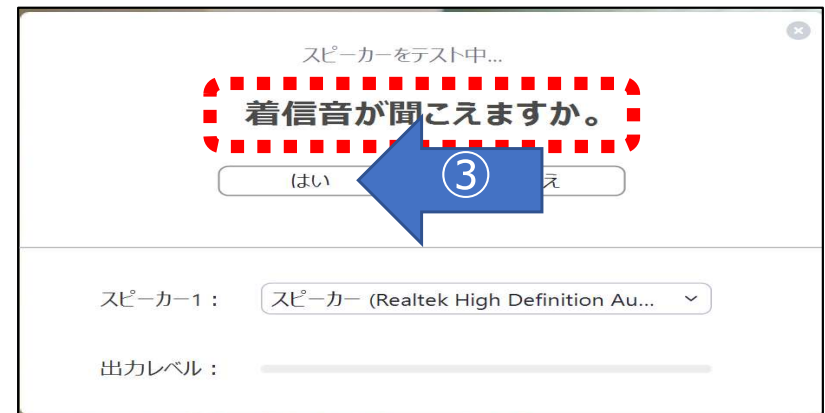 スピーカーをテスト中...
着信音が聞こえますか。
はい
③
え
スピーカー1：
スピーカー (Realtek High Definition Au...
出力レベル：